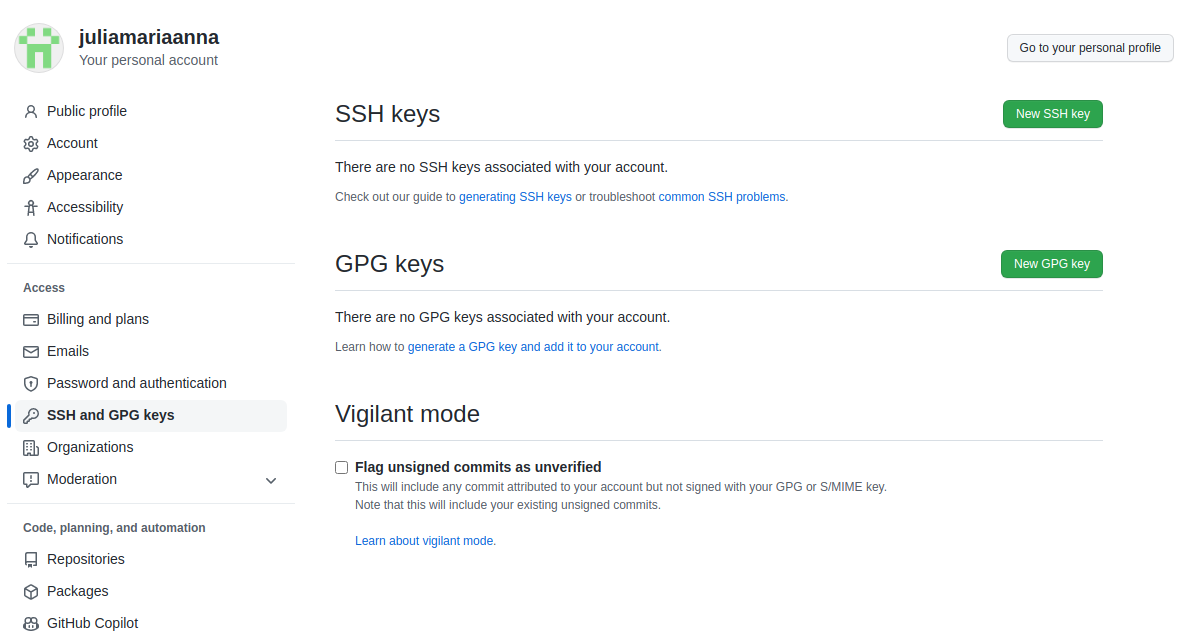 juliamariaanna
Your personal account
Go to your personal profile
Public profile
Account
Appearance
Accessibility
Notifications
Access
Billing and plans
Emails
Password and authentication
SSH and GPG keys
Organizations
Moderation
Code, planning, and automation
Repositories
Packages
GitHub Copilot
SSH keys
New SSH key
There are no SSH keys associated with your account.
Check out our guide to generating SSH keys or troubleshoot common SSH problems.
GPG keys
New GPG key
There are no GPG keys associated with your account.
Learn how to generate a GPG key and add it to your account.
Vigilant mode
Flag unsigned commits as unverified
This will include any commit attributed to your account but not signed with your GPG or S/MIME key.
Note that this will include your existing unsigned commits.
Learn about vigilant mode.